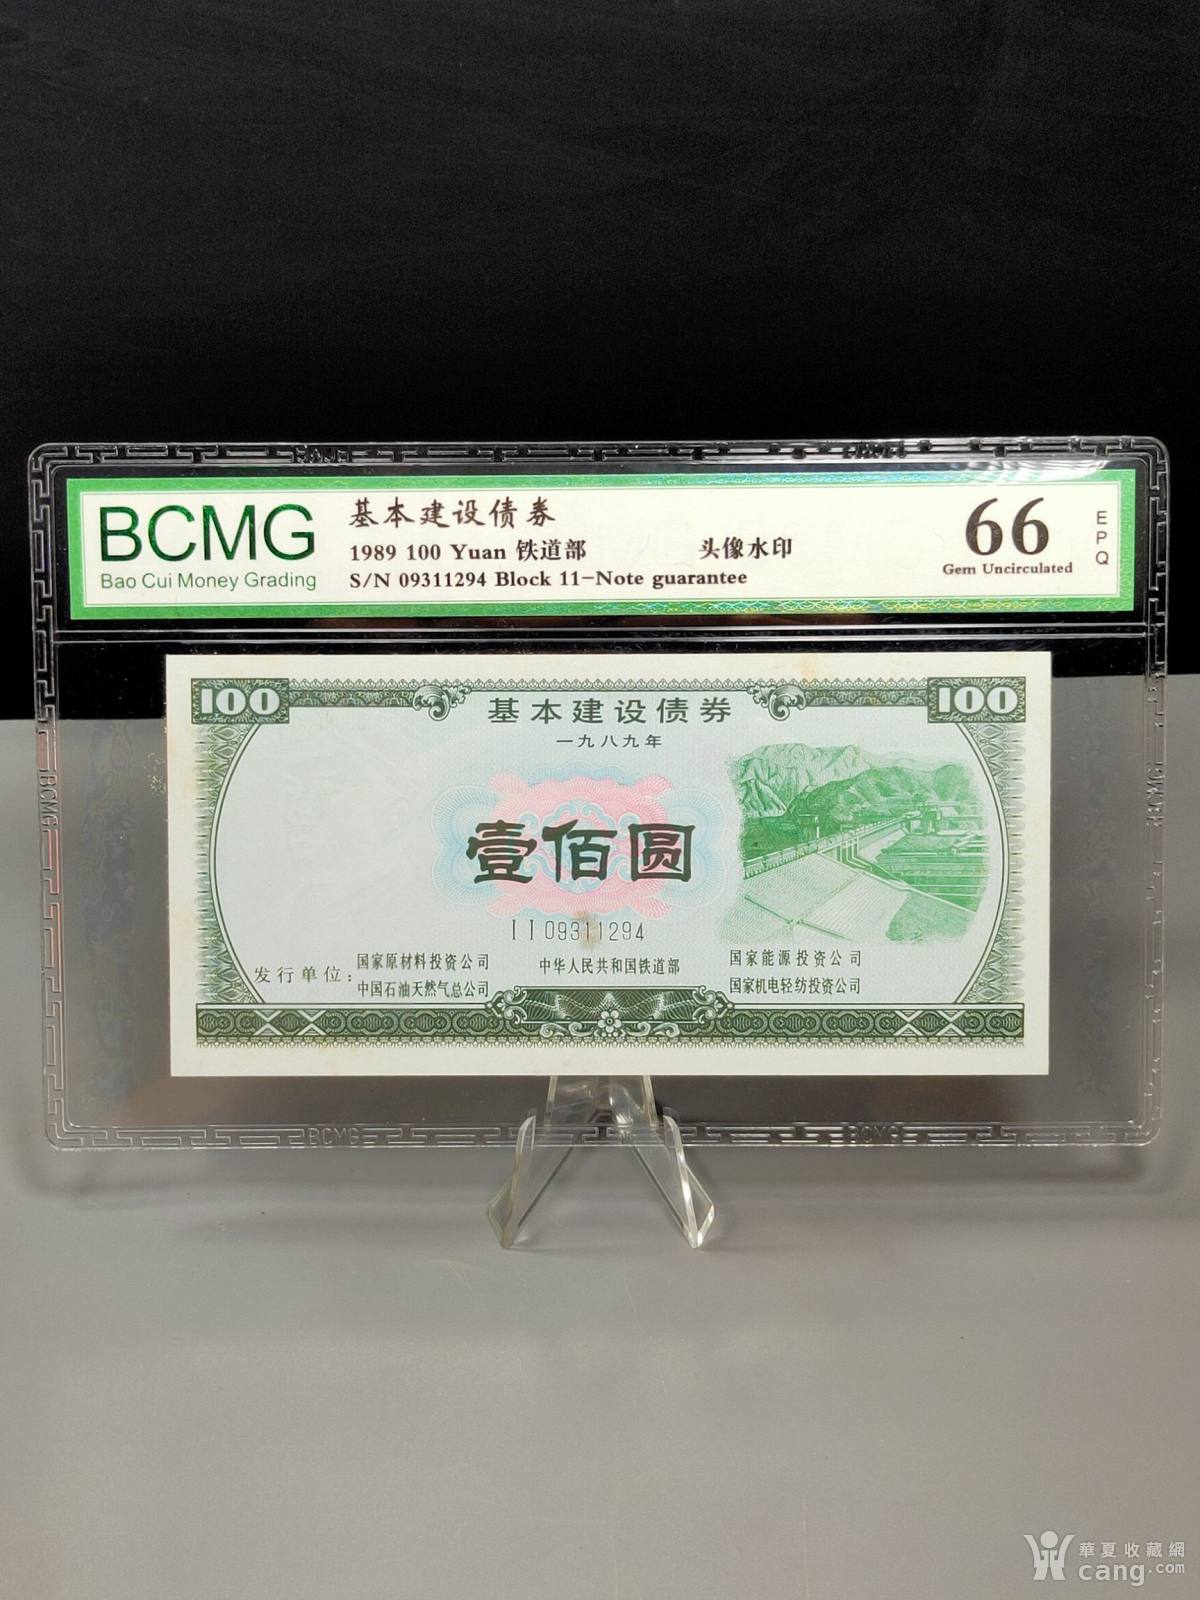 BCMG
Bao Cui Money Grading
基本建设债券
1989 100 Yuan 铁道部 头像水印
S/N 09311294 Block 11-Note guarantee
66
Gem Uncirculated
EPQ
100
100
基本建设债券
一九八九年
壹佰圆
II09311294
发行单位:
国家原材料投资公司
中国石油天然气总公司
中华人民共和国铁道部
国家能源投资公司
国家机电轻纺投资公司
BCMG
BCMG
BCMG
BCMG
華夏收藏網
cang.com